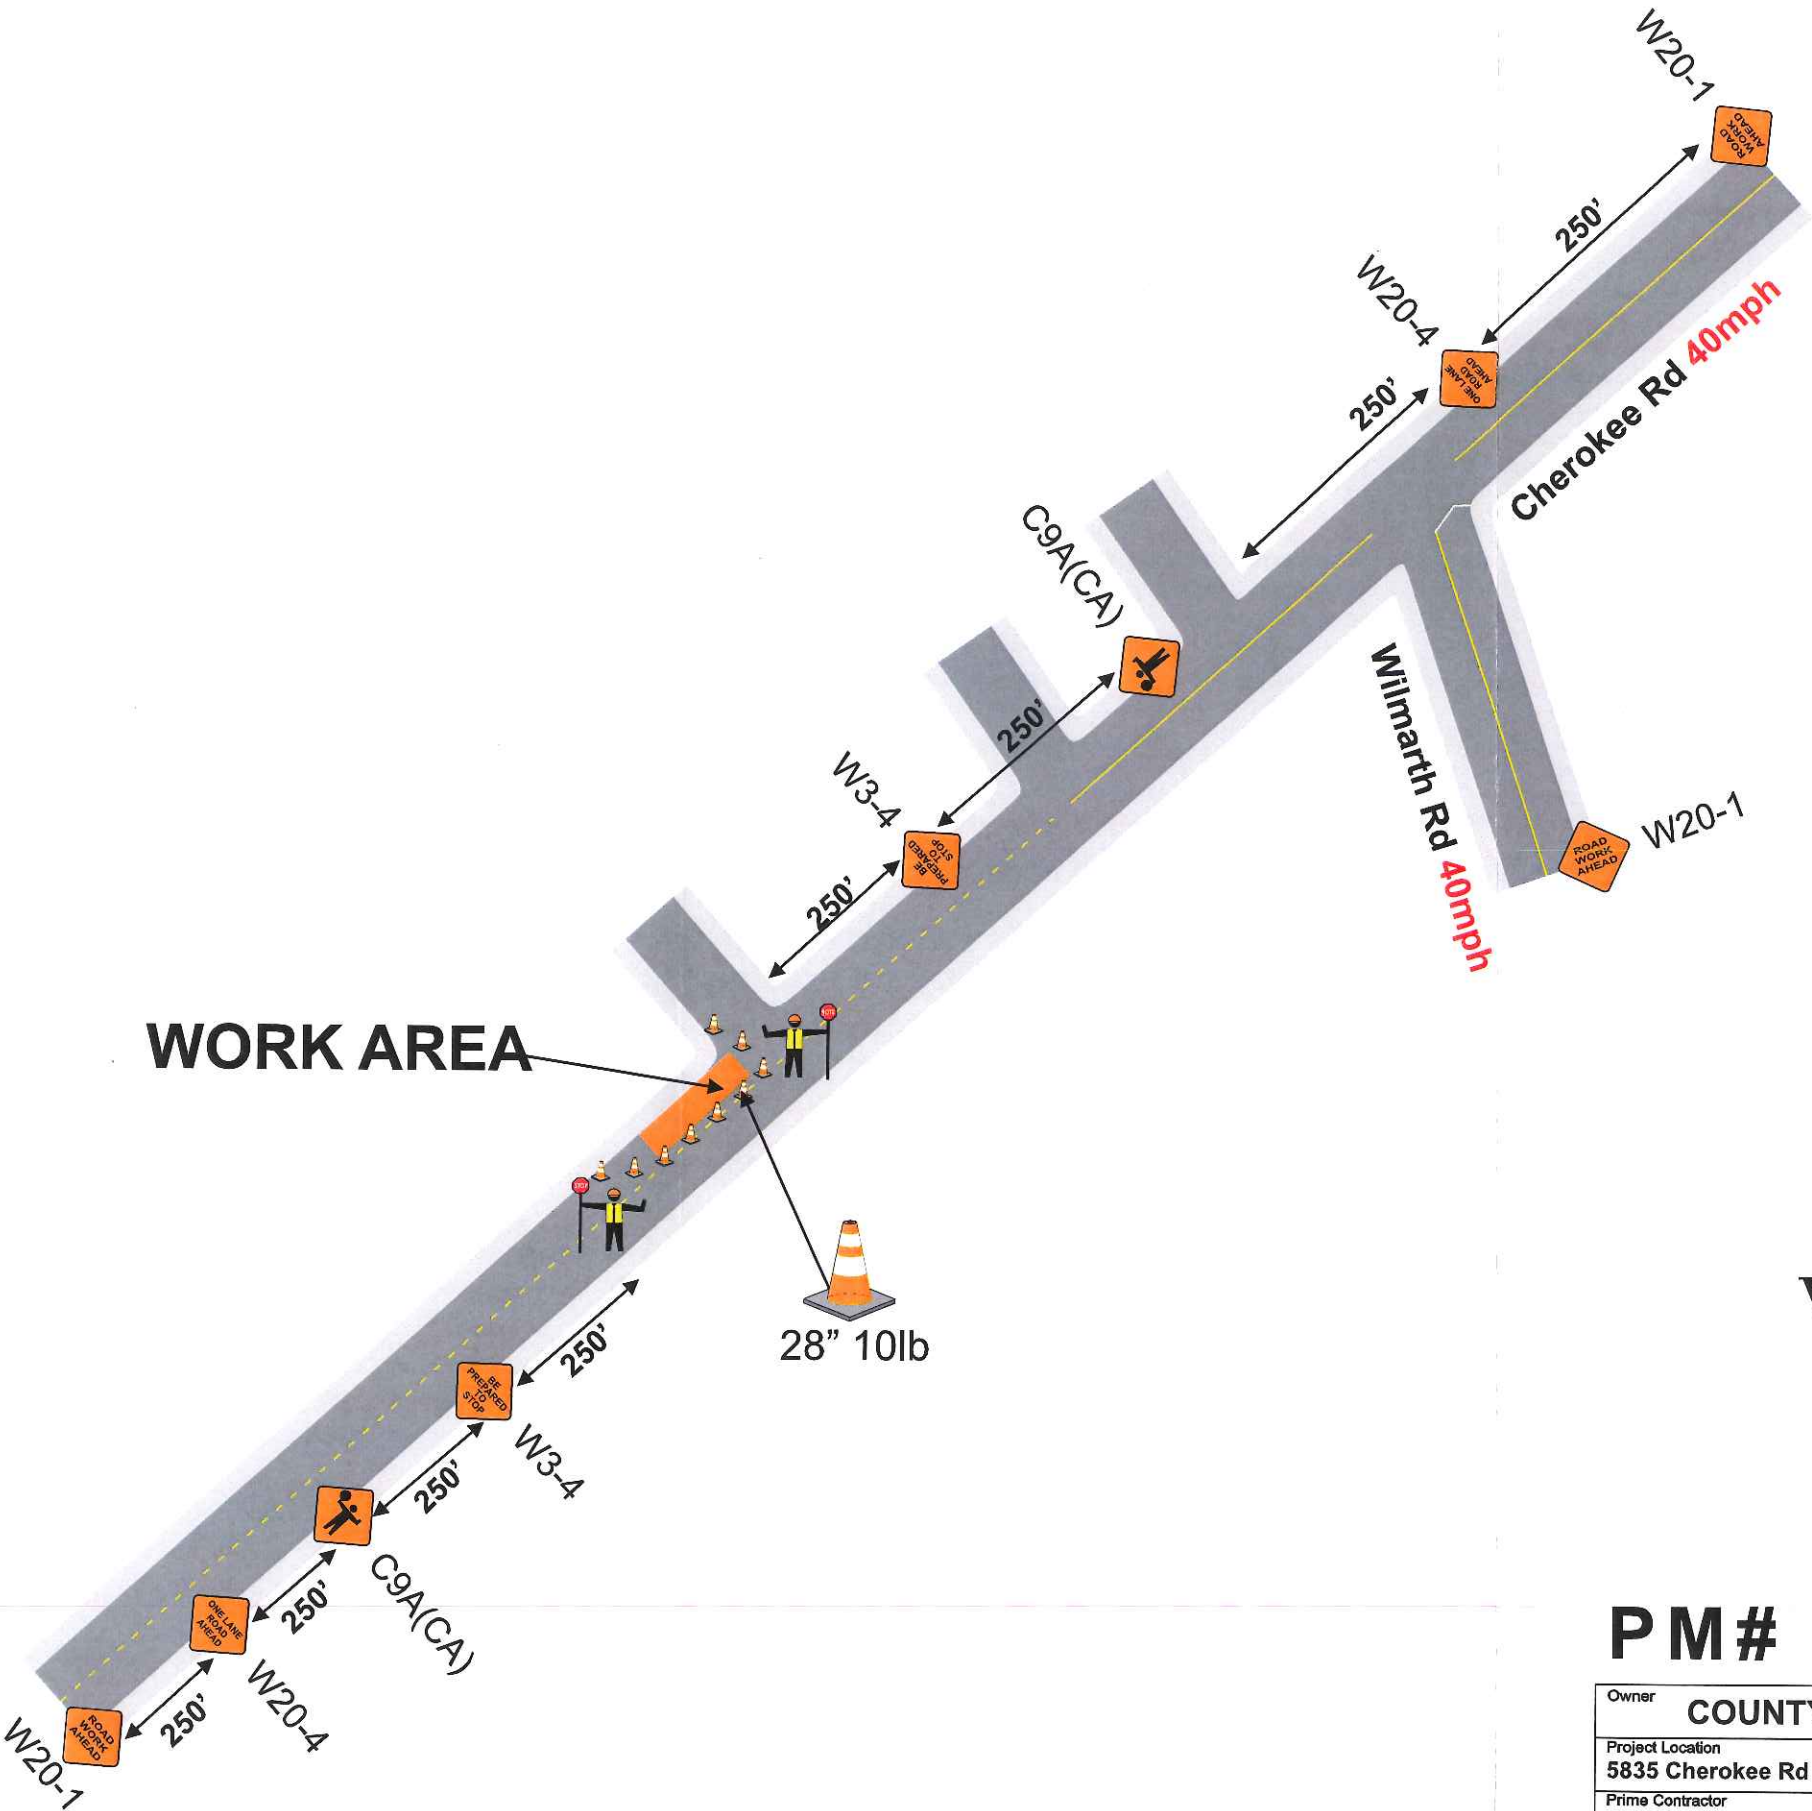 W20-1
ROAD
WORK
AHEAD
250'
W20-4
ONE LANE
ROAD
AHEAD
Cherokee Rd 40mph
250'
C9A(CA)
250'
Wilmarth Rd 40mph
W20-1
ROAD
WORK
AHEAD
W3-4
BE
PREPARED
TO
STOP
250'
WORK AREA
STOP
STOP
28” 10lb
250'
BE
PREPARED
TO
STOP
W3-4
250'
C9A(CA)
250'
ONE LANE
ROAD
AHEAD
W20-4
250'
ROAD
WORK
AHEAD
W20-1
PM#
Owner
COUNTY
Project Location
5835 Cherokee Rd
Prime Contractor